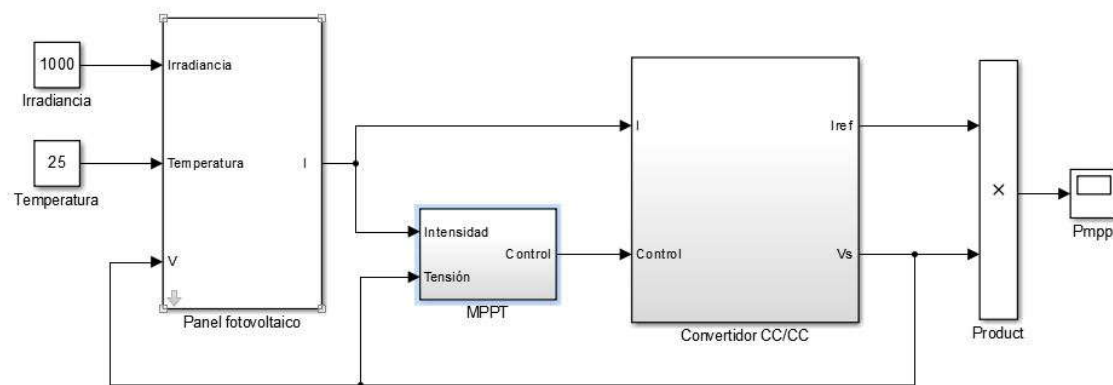 1000
Irradiancia
25
Temperatura
Irradiancia
Temperatura
V
I
Panel fotovoltaico
Intensidad
Tensión
Control
MPPT
I
Control
Iref
Vs
Convertidor CC/CC
×
Product
Pmpp